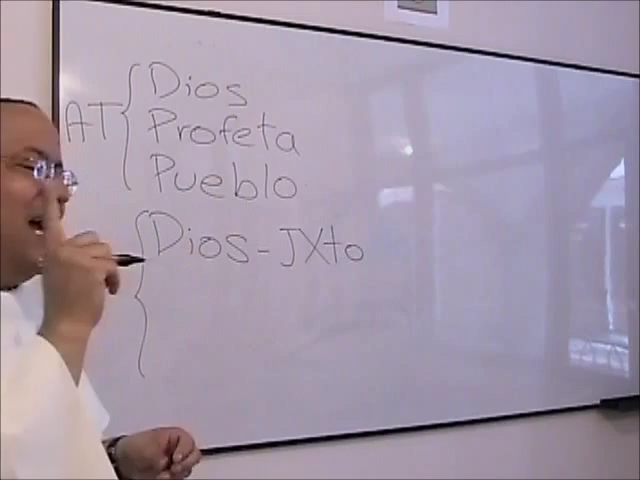 AT { Dios
Profeta
Pueblo
{ Dios - JXto